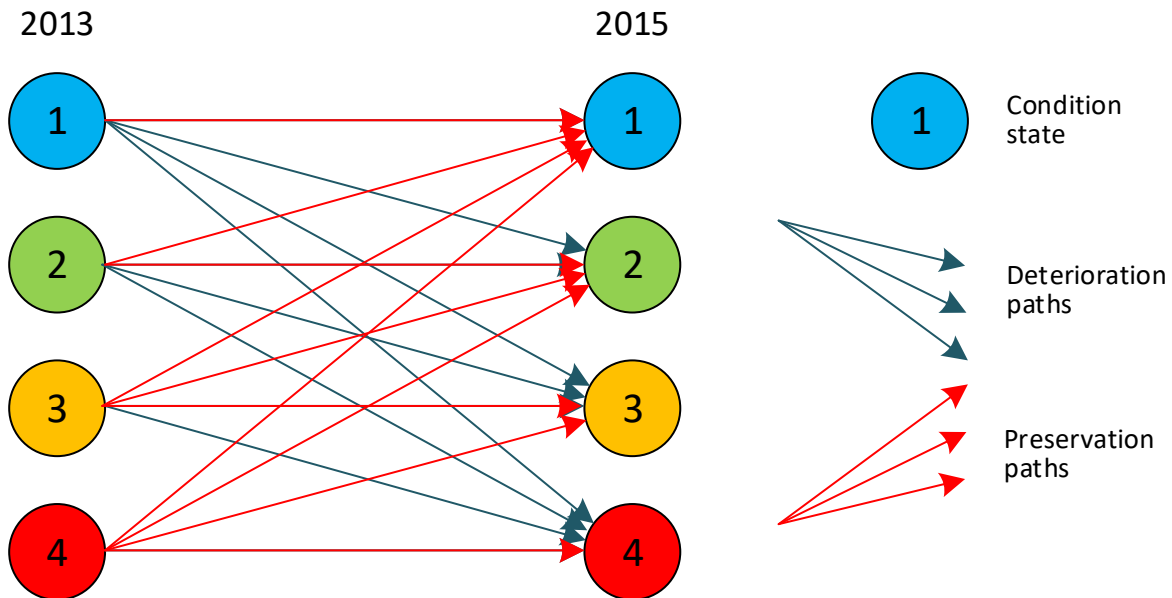 2013
2015
1
1
1
Condition
state
2
2
Deterioration
paths
3
3
Preservation
paths
4
4